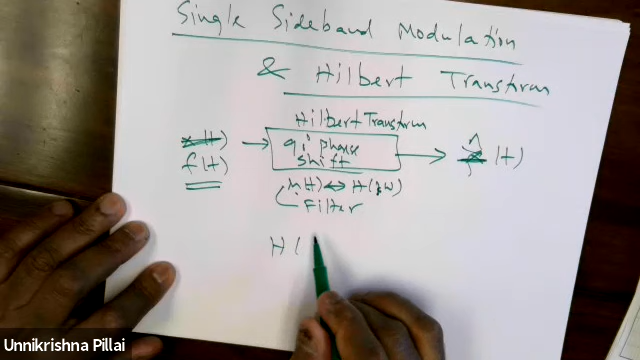 Single Sideband Modulation
& Hilbert Transform
Hilbert Transform
x(t)
f(t)
90° phase
shift
f̂(t)
h(t) ↔ H(jω)
Filter
H(
Unnikrishna Pillai